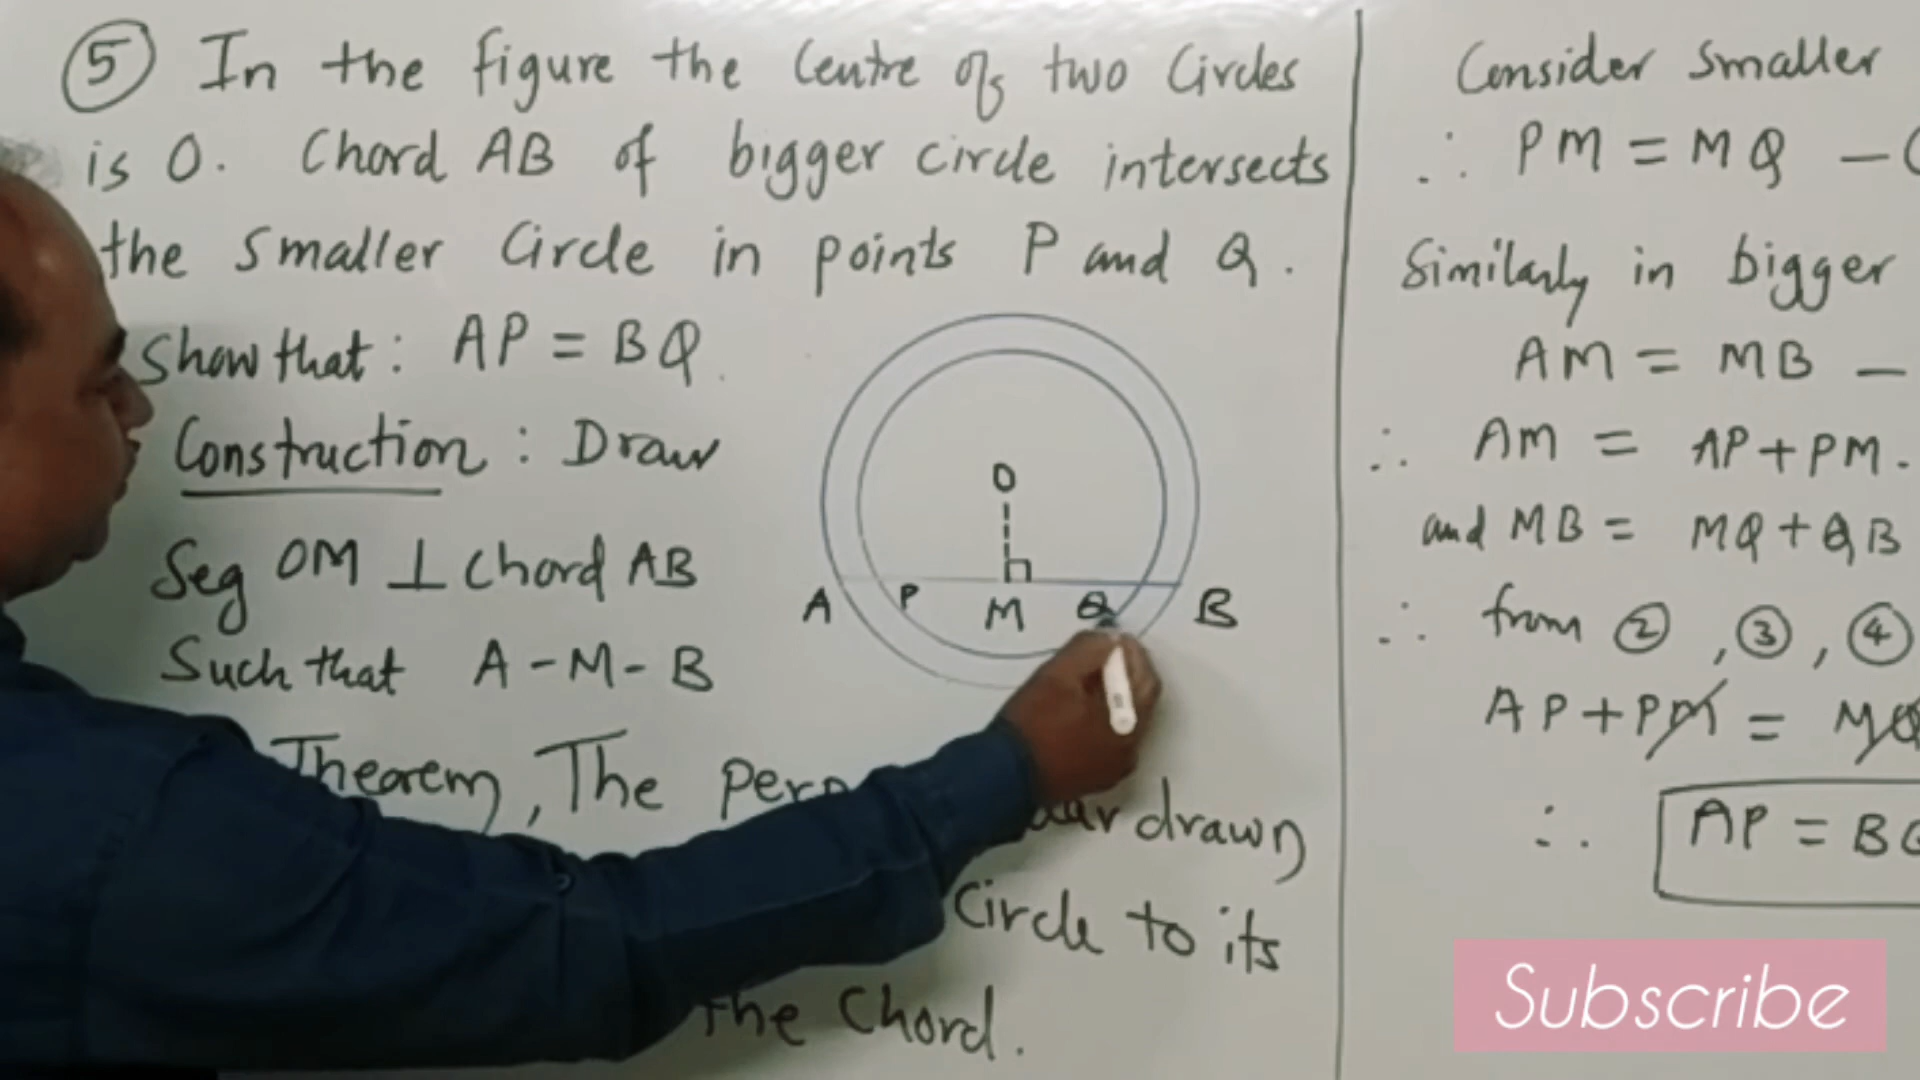 5 In the figure the Centre of two Circles
is O. Chord AB of bigger circle intersects
the Smaller Circle in points P and Q.
Show that: AP = BQ.
Construction: Draw
Seg OM ⊥ Chord AB
Such that A-M-B
Theorem, The drawn
Circle to its
the Chord.
O
A P M Q B
Consider smaller
∴ PM = MQ —
Similarly in bigger
AM = MB —
∴ AM = AP + PM.
and MB = MQ + QB
∴ from ②, ③, ④
AP + PM = MQ
∴ AP =
Subscribe